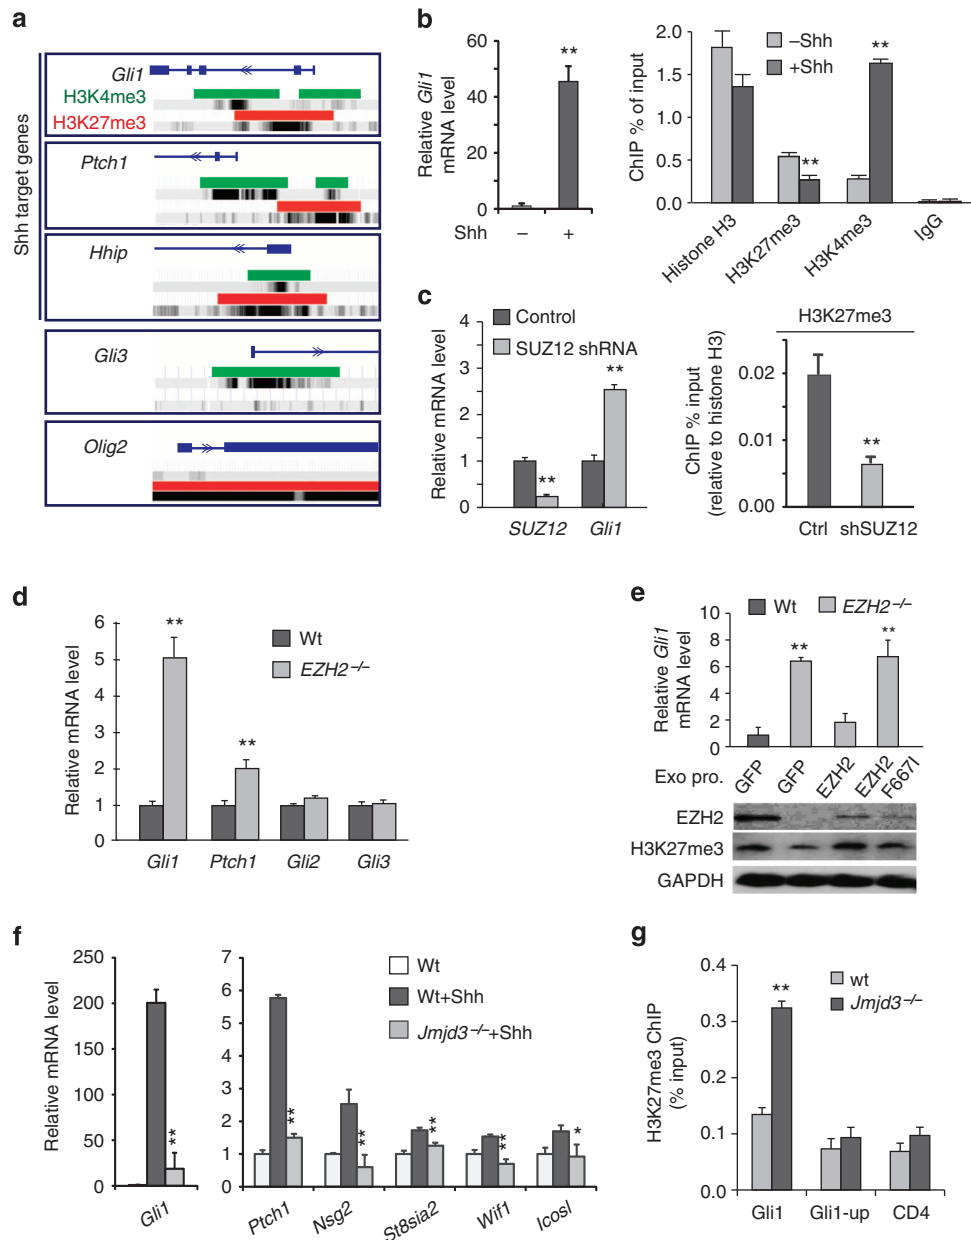 a
Shh target genes
Gli1
H3K4me3
H3K27me3
Ptch1
Hhip
Gli3
Olig2
b
Relative Gli1
mRNA level
60
40
20
0
**
Shh
–
+
ChIP % of input
2.0
1.5
1.0
0.5
0.0
–Shh
+Shh
**
**
Histone H3
H3K27me3
H3K4me3
IgG
c
Relative mRNA level
4
3
2
1
0
Control
SUZ12 shRNA
**
**
SUZ12
Gli1
H3K27me3
ChIP % input
(relative to histone H3)
0.02
0.01
0.00
**
Ctrl
shSUZ12
d
Relative mRNA level
6
5
4
3
2
1
0
**
**
Wt
EZH2–/–
Gli1
Ptch1
Gli2
Gli3
e
Wt
EZH2–/–
Relative Gli1
mRNA level
10
8
6
4
2
0
**
**
Exo pro.
GFP
GFP
EZH2
EZH2
F667I
EZH2
H3K27me3
GAPDH
f
Relative mRNA level
250
200
150
100
50
0
**
Gli1
7
6
5
4
3
2
1
0
Wt
Wt+Shh
Jmjd3–/–+Shh
**
**
**
**
*
Ptch1
Nsg2
St8sia2
Wif1
Icosl
g
H3K27me3 ChIP
(% input)
0.4
0.3
0.2
0.1
0.0
**
wt
Jmjd3–/–
Gli1
Gli1-up
CD4